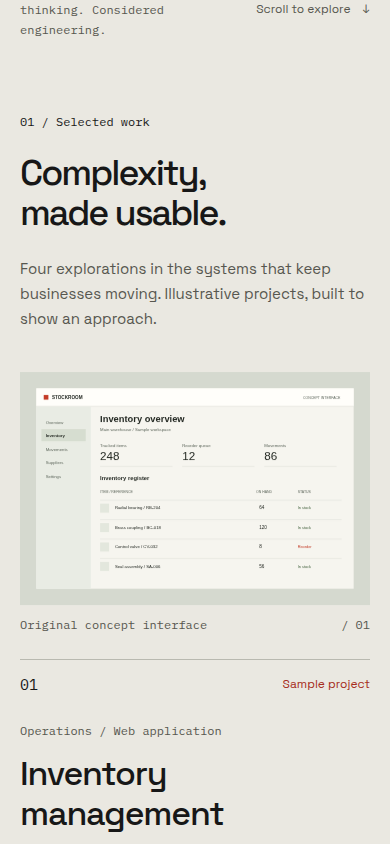 thinking. Considered
engineering.
Scroll to explore ↓
01 / Selected work
Complexity,
made usable.
Four explorations in the systems that keep
businesses moving. Illustrative projects, built to
show an approach.
STOCKROOM
CONCEPT INTERFACE
Overview
Inventory
Movements
Suppliers
Settings
Inventory overview
Main warehouse / Sample workspace
Tracked items
248
Reorder queue
12
Movements
86
Inventory register
ITEM / REFERENCE
ON HAND
STATUS
Radial bearing / RB-204
64
In stock
Brass coupling / BC-018
120
In stock
Control valve / CV-032
8
Reorder
Seal assembly / SA-006
56
In stock
Original concept interface
/ 01
01
Sample project
Operations / Web application
Inventory
management